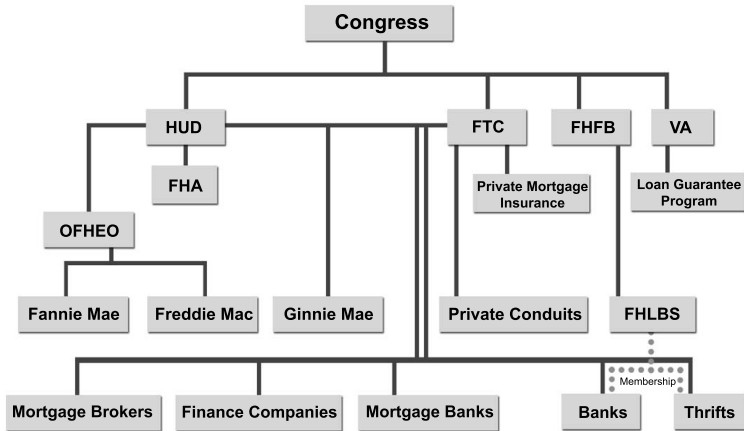 Congress
HUD
FTC
FHFB
VA
FHA
Private Mortgage
Insurance
Loan Guarantee
Program
OFHEO
Fannie Mae
Freddie Mac
Ginnie Mae
Private Conduits
FHLBS
Membership
Mortgage Brokers
Finance Companies
Mortgage Banks
Banks
Thrifts